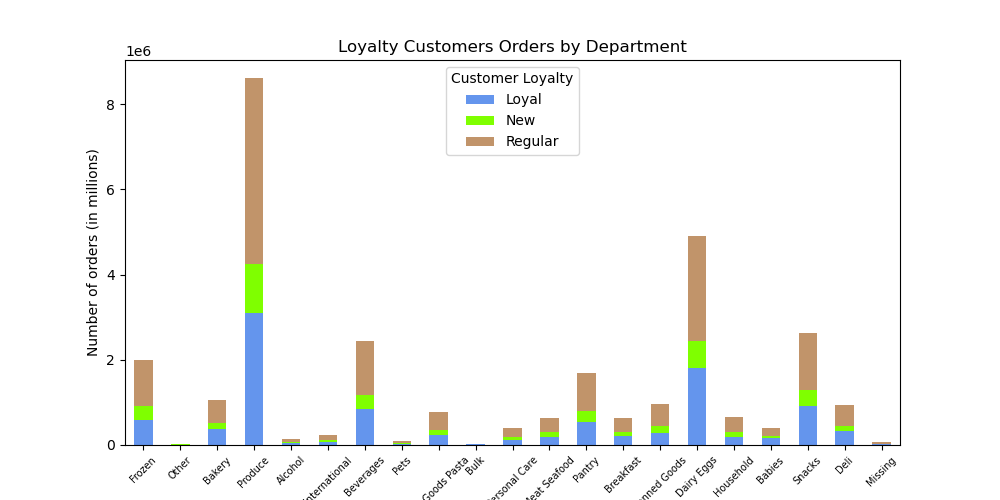 Loyalty Customers Orders by Department
1e6
Customer Loyalty
Loyal
New
Regular
Number of orders (in millions)
8
6
4
2
0
Frozen
Other
Bakery
Produce
Alcohol
International
Beverages
Pets
Goods Pasta
Bulk
Personal Care
Meat Seafood
Pantry
Breakfast
nned Goods
Dairy Eggs
Household
Babies
Snacks
Deli
Missing